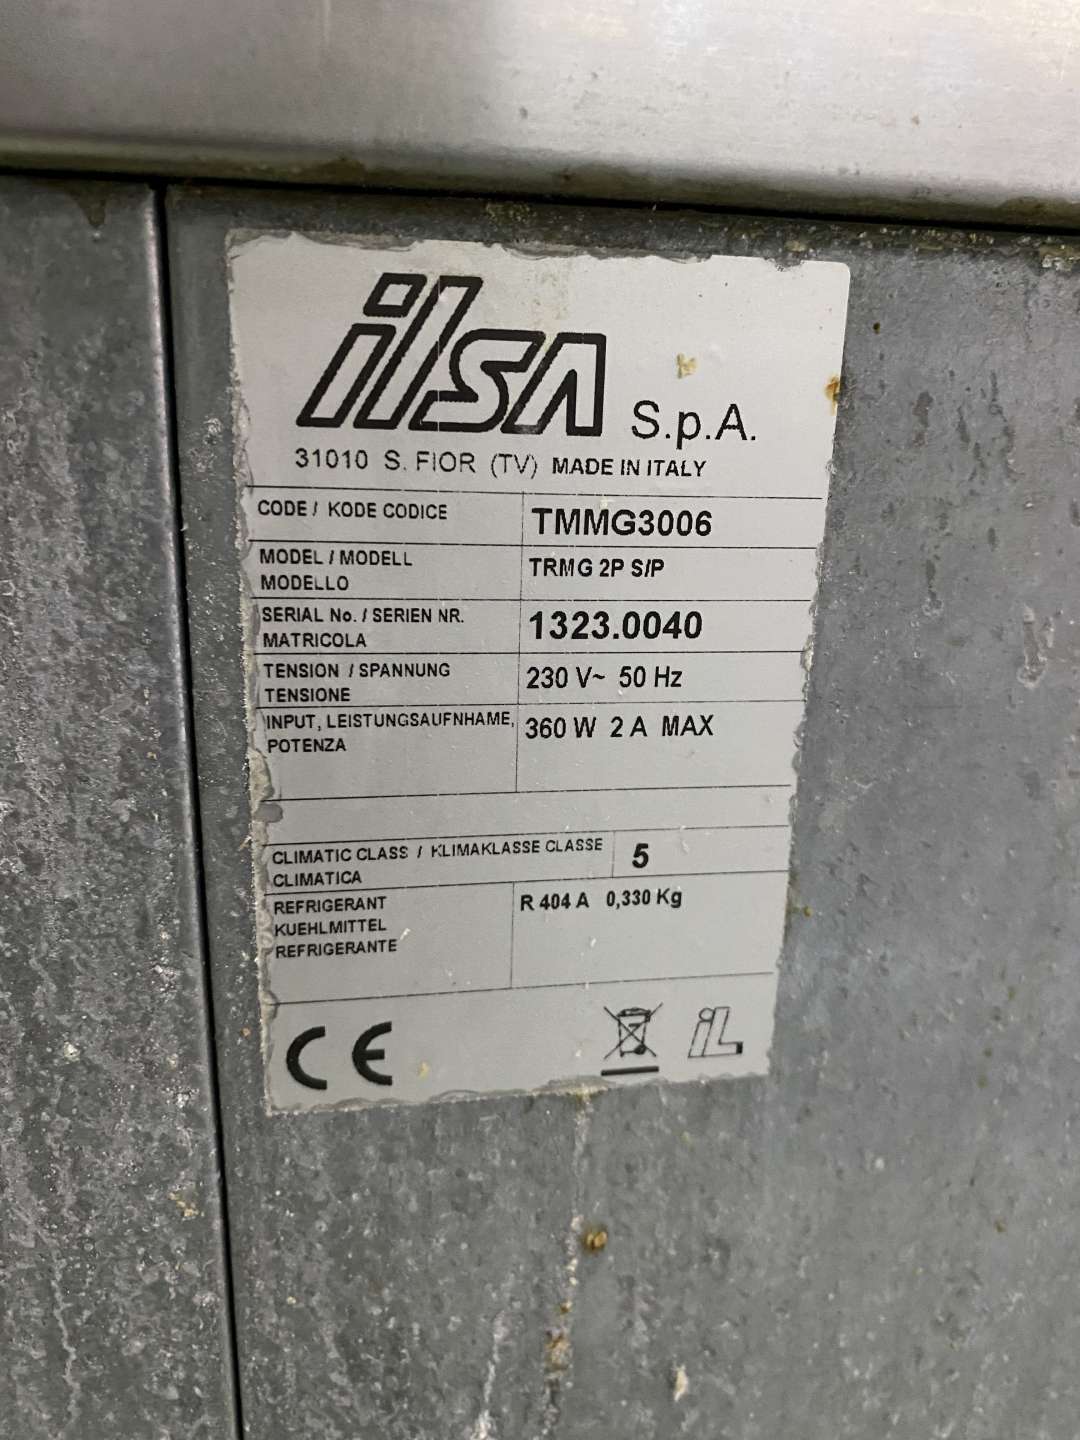 ilsa S.p.A.
31010 S. FIOR (TV) MADE IN ITALY
CODE / KODE CODICE TMMG3006
MODEL / MODELL TRMG 2P S/P
MODELLO
SERIAL No. / SERIEN NR. 1323.0040
MATRICOLA
TENSION / SPANNUNG 230 V~ 50 Hz
TENSIONE
INPUT, LEISTUNGSAUFNHAME, 360 W 2 A MAX
POTENZA
CLIMATIC CLASS / KLIMAKLASSE CLASSE 5
CLIMATICA
REFRIGERANT R 404 A 0,330 Kg
KUEHLMITTEL
REFRIGERANTE
CE iL